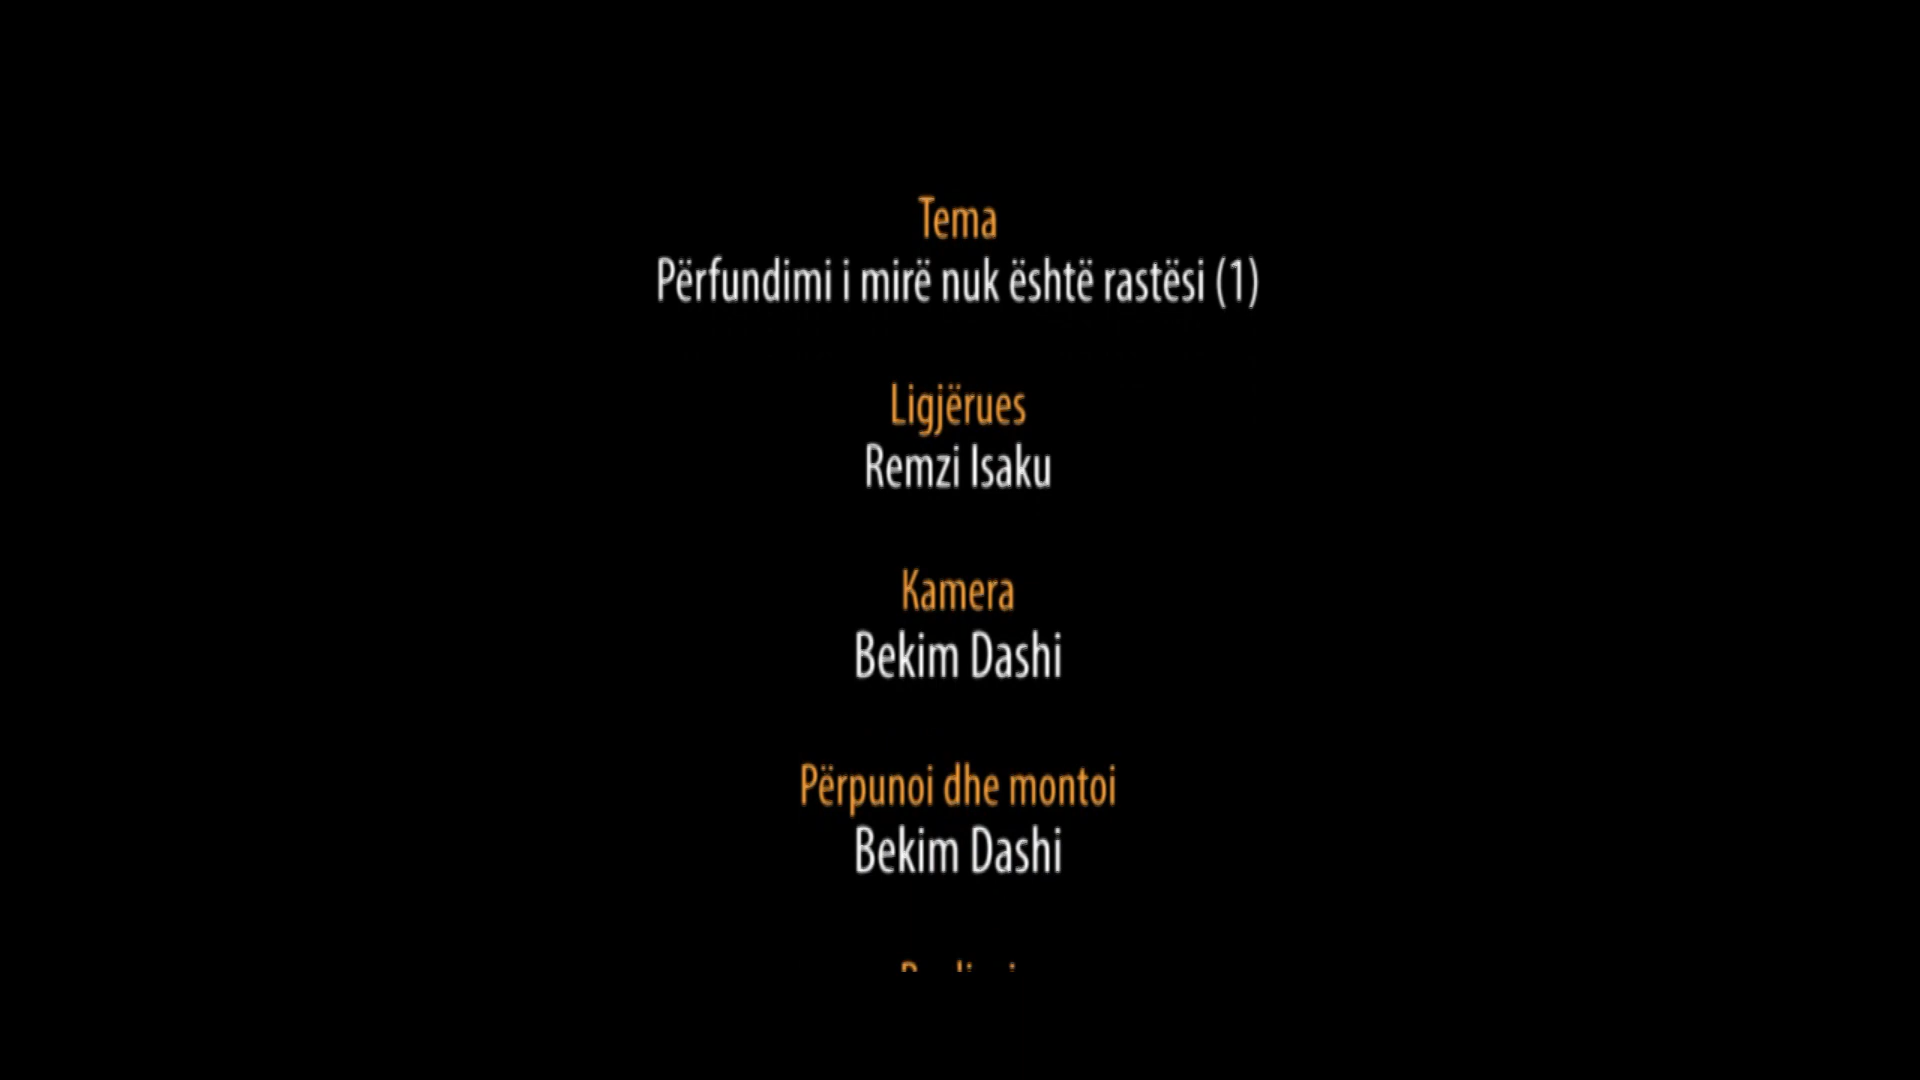 Tema
Përfundimi i mirë nuk është rastësi (1)
Ligjërues
Remzi Isaku
Kamera
Bekim Dashi
Përpunoi dhe montoi
Bekim Dashi